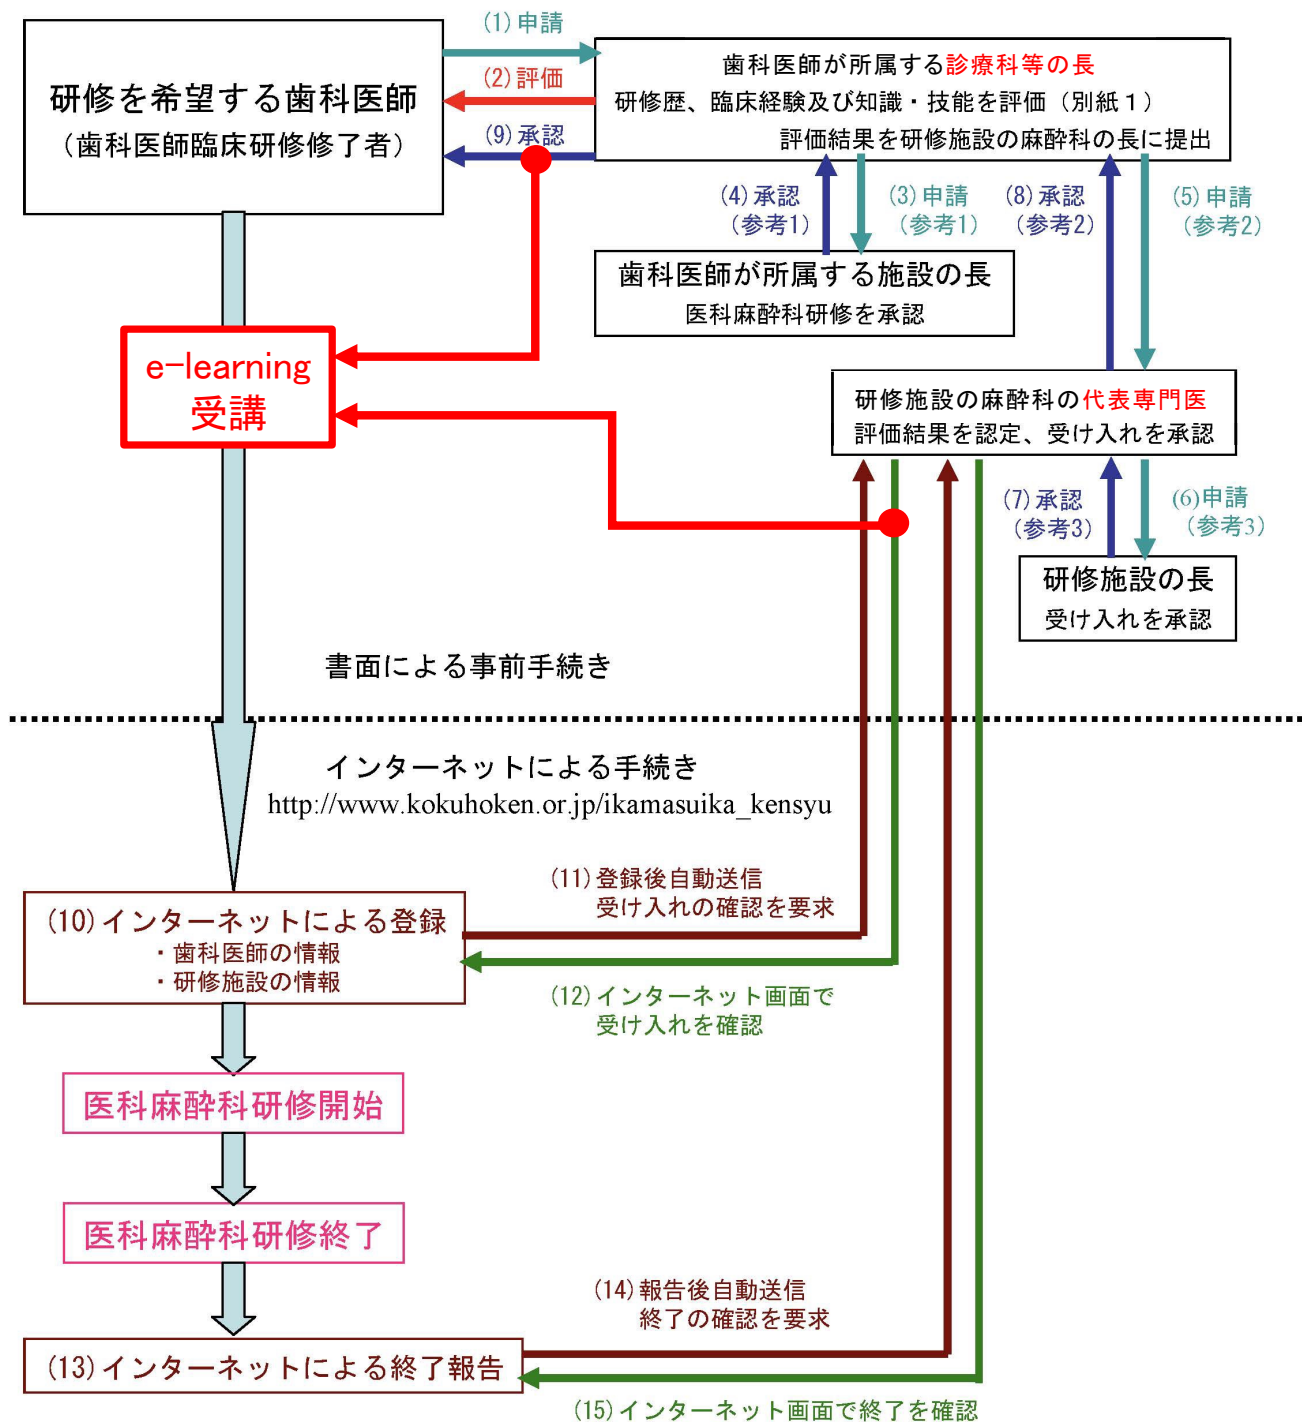 (1)申請
研修を希望する歯科医師
(歯科医師臨床研修修了者)
(2)評価
(9)承認
歯科医師が所属する診療科等の長
研修歴、臨床経験及び知識・技能を評価(別紙1)
評価結果を研修施設の麻酔科の長に提出
(4)承認
(参考1)
(3)申請
(参考1)
(8)承認
(参考2)
(5)申請
(参考2)
歯科医師が所属する施設の長
医科麻酔科研修を承認
e-learning
受講
研修施設の麻酔科の代表専門医
評価結果を認定、受け入れを承認
(7)承認
(参考3)
(6)申請
(参考3)
研修施設の長
受け入れを承認
書面による事前手続き
インターネットによる手続き
http://www.kokuhoken.or.jp/ikamasuika_kensyu
(10)インターネットによる登録
・歯科医師の情報
・研修施設の情報
(11)登録後自動送信
受け入れの確認を要求
(12)インターネット画面で
受け入れを確認
医科麻酔科研修開始
医科麻酔科研修終了
(14)報告後自動送信
終了の確認を要求
(13)インターネットによる終了報告
(15)インターネット画面で終了を確認